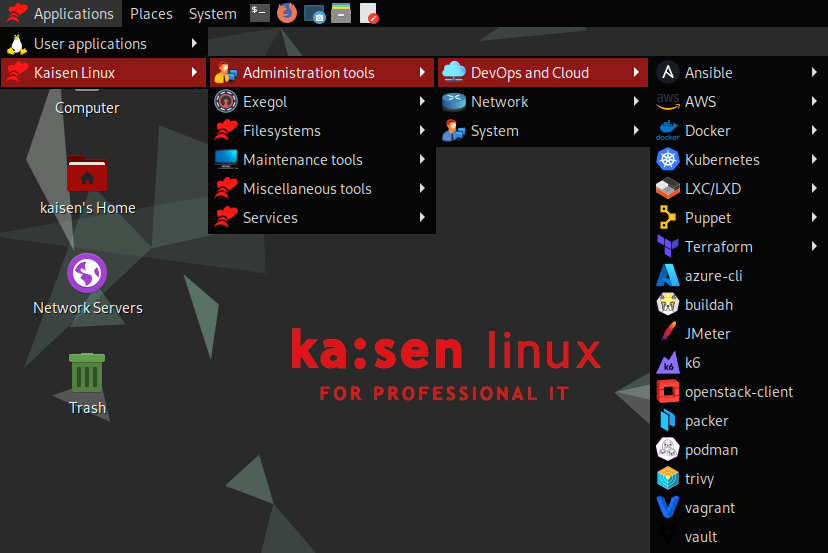 Applications Places System
User applications
Kaisen Linux
Administration tools
Exegol
Filesystems
Maintenance tools
Miscellaneous tools
Services
DevOps and Cloud
Network
System
Ansible
AWS
Docker
Kubernetes
LXC/LXD
Puppet
Terraform
azure-cli
buildah
JMeter
k6
openstack-client
packer
podman
trivy
vagrant
vault
Computer
kaisen's Home
Network Servers
Trash
ka:sen linux
FOR PROFESSIONAL IT